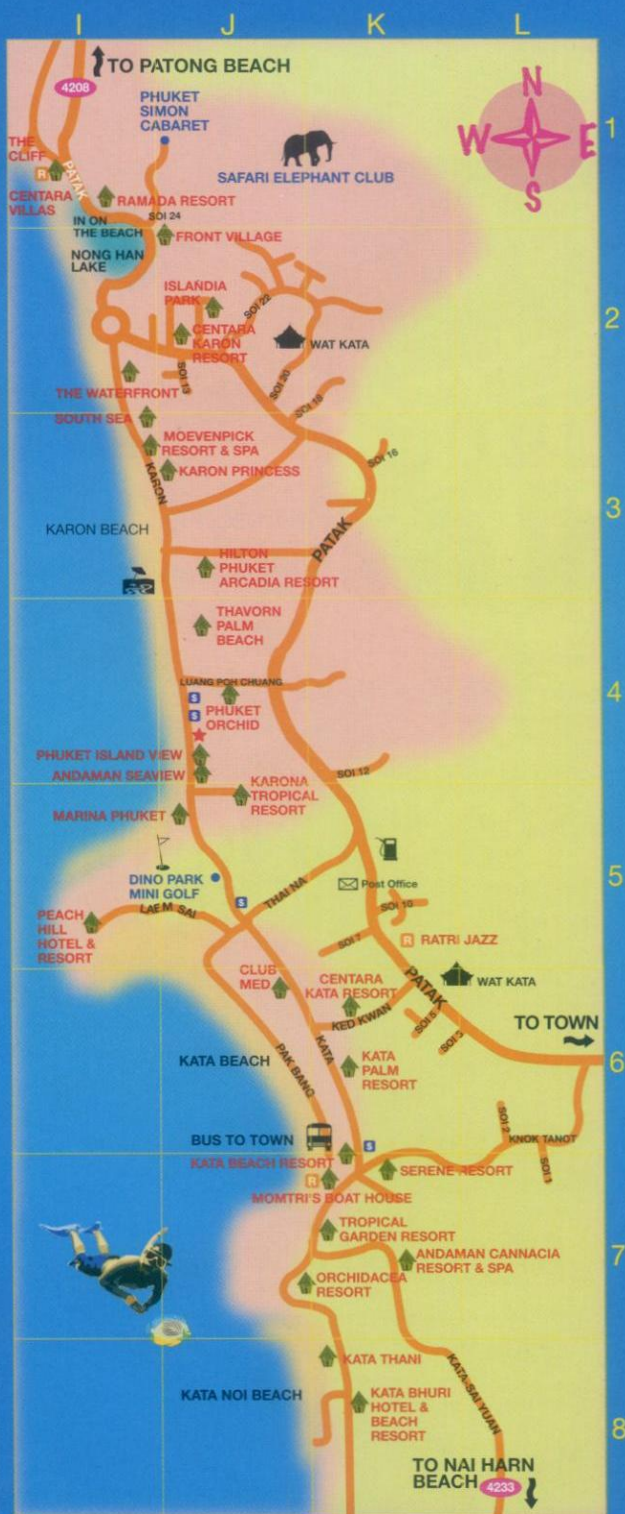 I
J
K
L
TO PATONG BEACH
4208
PHUKET
SIMON
CABARET
N
W
E
S
1
THE
CLIFF
R
PATAK
SAFARI ELEPHANT CLUB
CENTARA
VILLAS
RAMADA RESORT
IN ON
THE BEACH
SOI 24
FRONT VILLAGE
NONG HAN
LAKE
ISLANDIA
PARK
SOI 22
2
CENTARA
KARON
RESORT
WAT KATA
SOI 13
SOI 20
THE WATERFRONT
SOI 18
SOUTH SEA
MOEVENPICK
RESORT & SPA
SOI 16
KARON PRINCESS
KARON
3
KARON BEACH
PATAK
HILTON
PHUKET
ARCADIA RESORT
THAVORN
PALM
BEACH
LUANG POH CHUANG
4
$
$
PHUKET
ORCHID
PHUKET ISLAND VIEW
ANDAMAN SEAVIEW
SOI 12
KARONA
TROPICAL
RESORT
MARINA PHUKET
5
DINO PARK
MINI GOLF
THAI NA
Post Office
$
LAEM SAI
SOI 10
PEACH
HILL
HOTEL &
RESORT
SOI 7
R
RATRI JAZZ
CLUB
MED
CENTARA
KATA RESORT
PATAK
WAT KATA
KED KWAN
SOI 5
SOI 3
TO TOWN
KATA BEACH
PAK BANG
KATA
KATA
PALM
RESORT
6
BUS TO TOWN
$
SOI 2
KNOK TANOT
SOI 1
KATA BEACH RESORT
SERENE RESORT
R
MOMTRI'S BOAT HOUSE
TROPICAL
GARDEN RESORT
7
ANDAMAN CANNACIA
RESORT & SPA
ORCHIDACEA
RESORT
KATA THANI
KATA SAI YUAN
KATA NOI BEACH
KATA BHURI
HOTEL &
BEACH
RESORT
8
TO NAI HARN
BEACH
4233